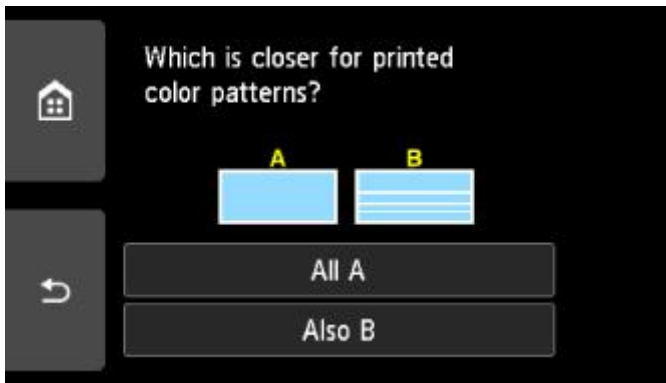 Which is closer for printed
color patterns?
A B
All A
Also B